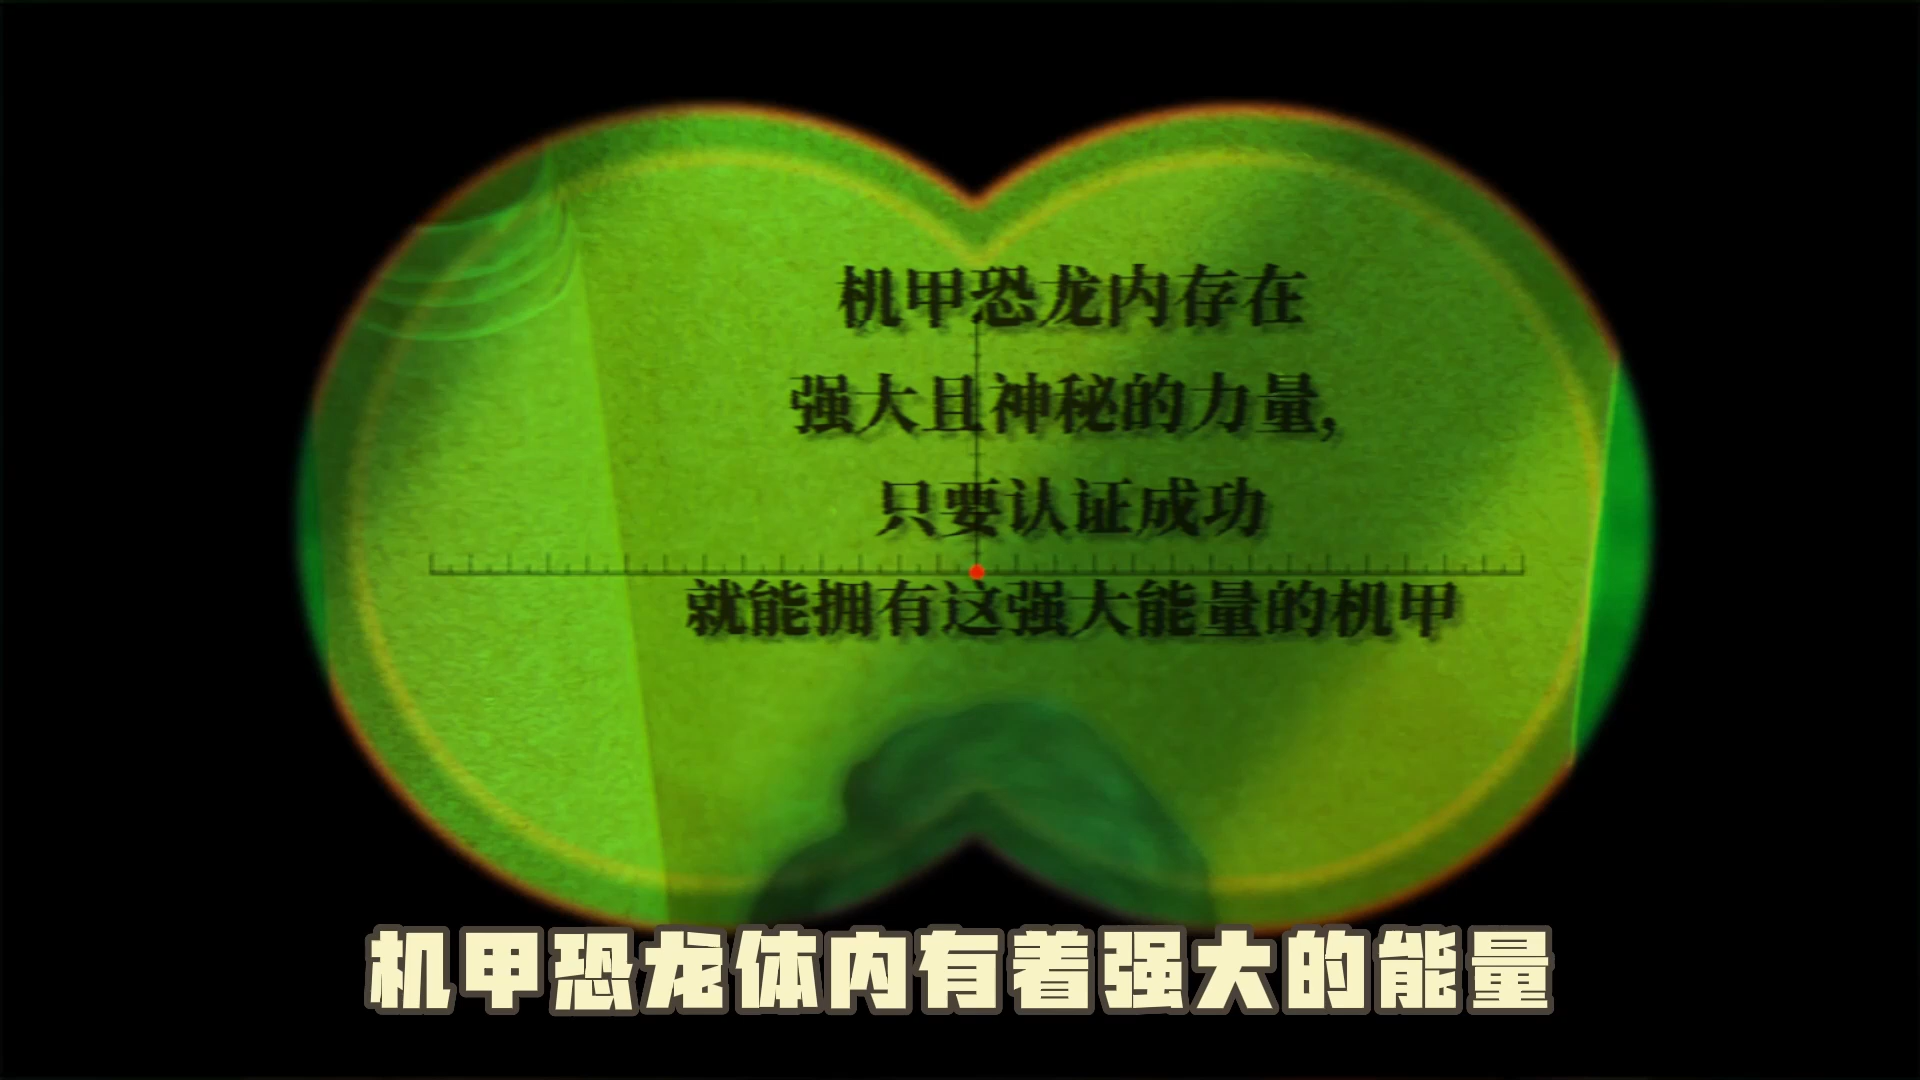 机甲恐龙内存在
强大且神秘的力量,
只要认证成功
就能拥有这强大能量的机甲
机甲恐龙体内有着强大的能量